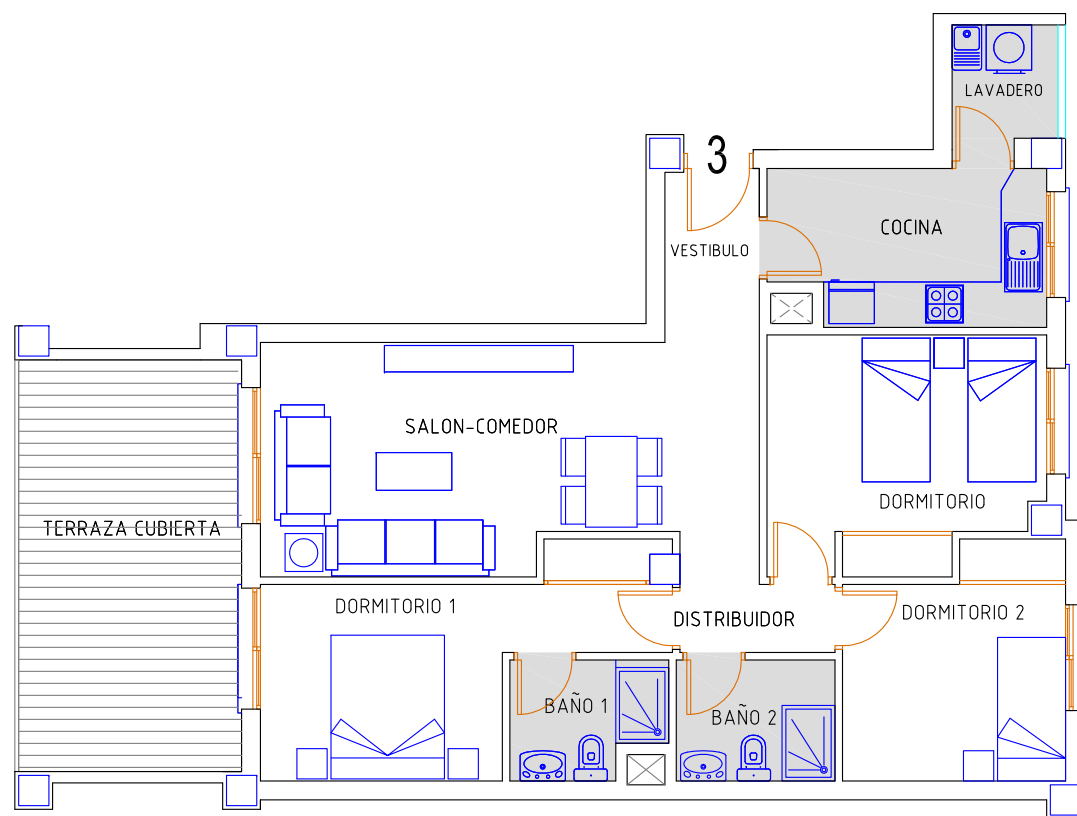 3
LAVADERO
COCINA
VESTIBULO
SALON-COMEDOR
DORMITORIO
TERRAZA CUBIERTA
DORMITORIO 1
DISTRIBUIDOR
DORMITORIO 2
BAÑO 1
BAÑO 2